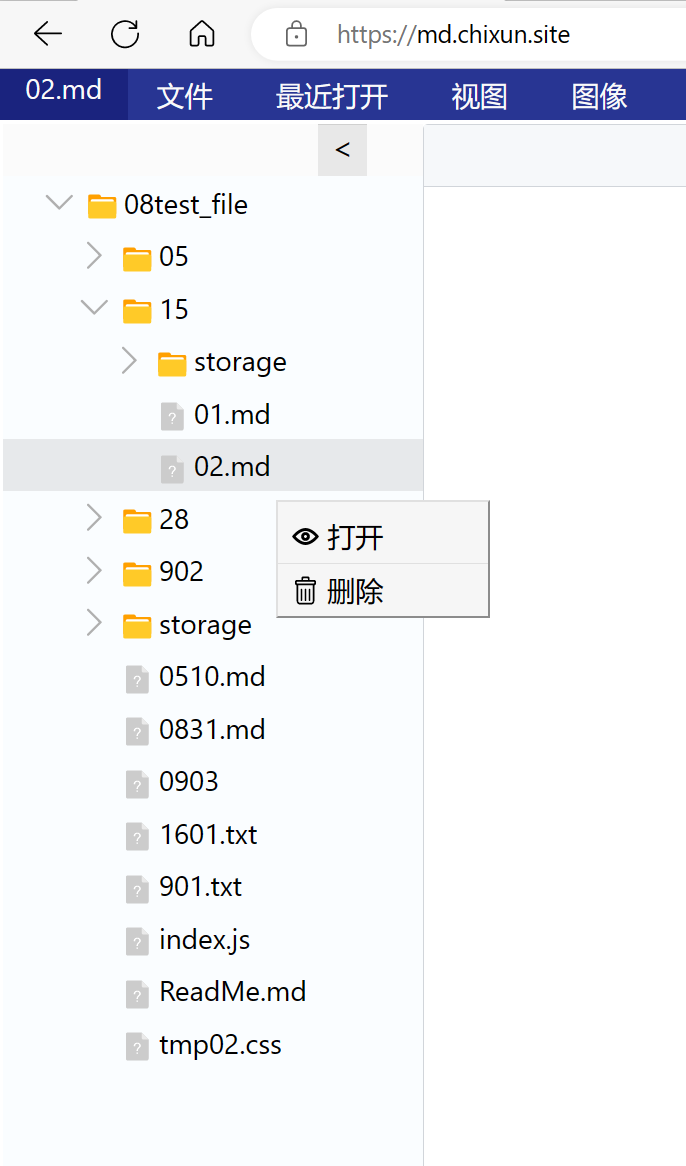 https://md.chixun.site
02.md 文件 最近打开 视图 图像
<
08test_file
05
15
storage
01.md
02.md
28
打开
902
删除
storage
0510.md
0831.md
0903
1601.txt
901.txt
index.js
ReadMe.md
tmp02.css